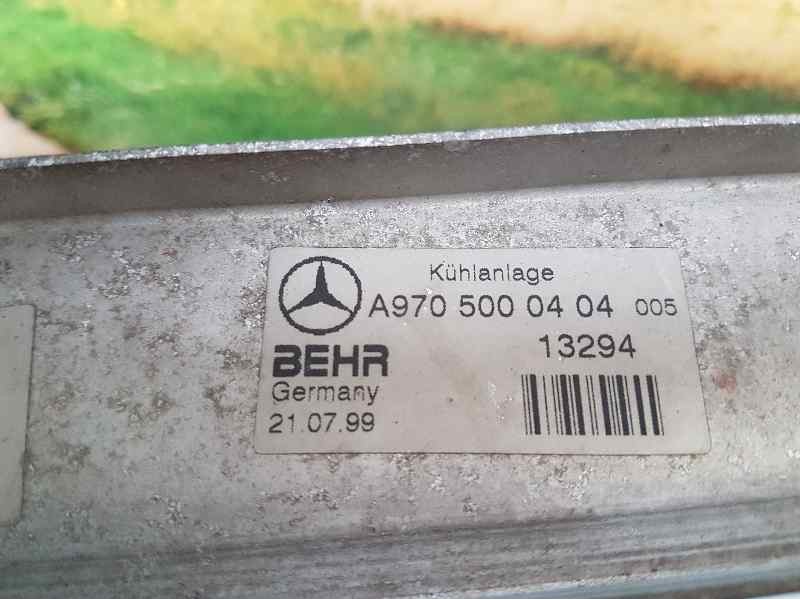 Kühlanlage
A970 500 04 04 005
BEHR 13294
Germany
21.07.99